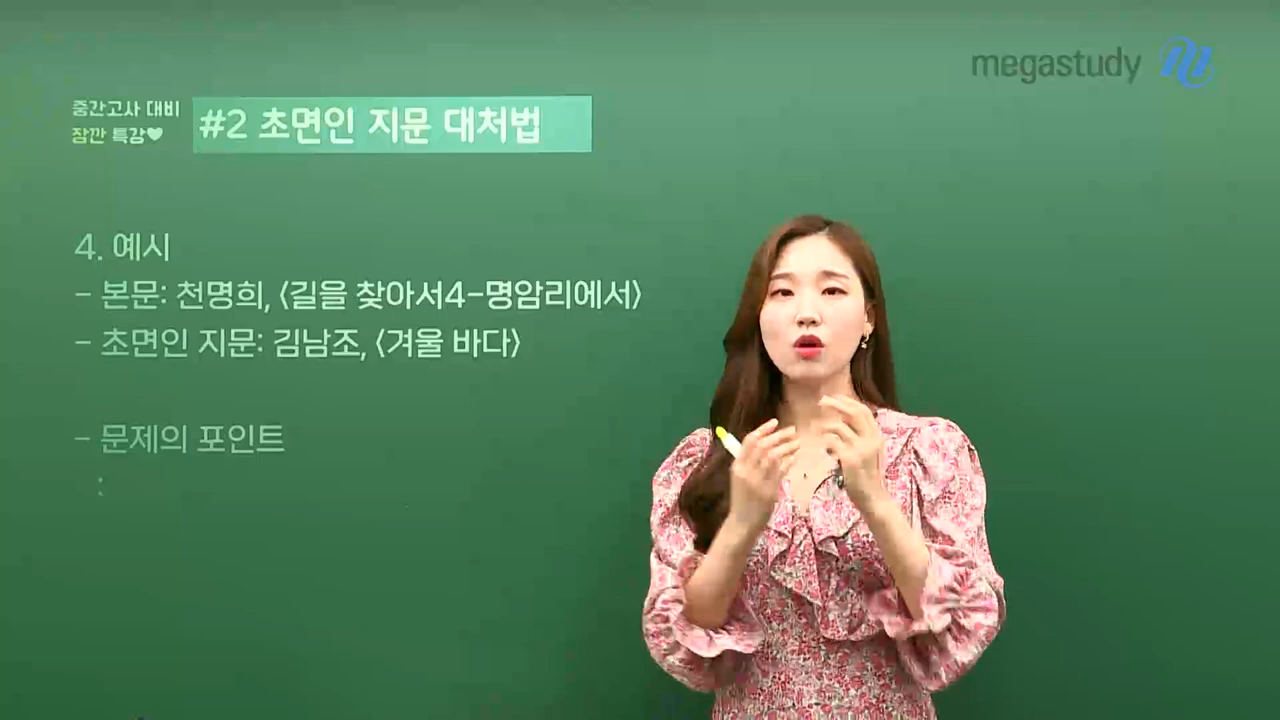 megastudy
중간고사 대비
잠깐 특강♥
#2 초면인 지문 대처법
4. 예시
- 본문: 천명희, 〈길을 찾아서4-명암리에서〉
- 초면인 지문: 김남조, 〈겨울 바다〉
- 문제의 포인트
: